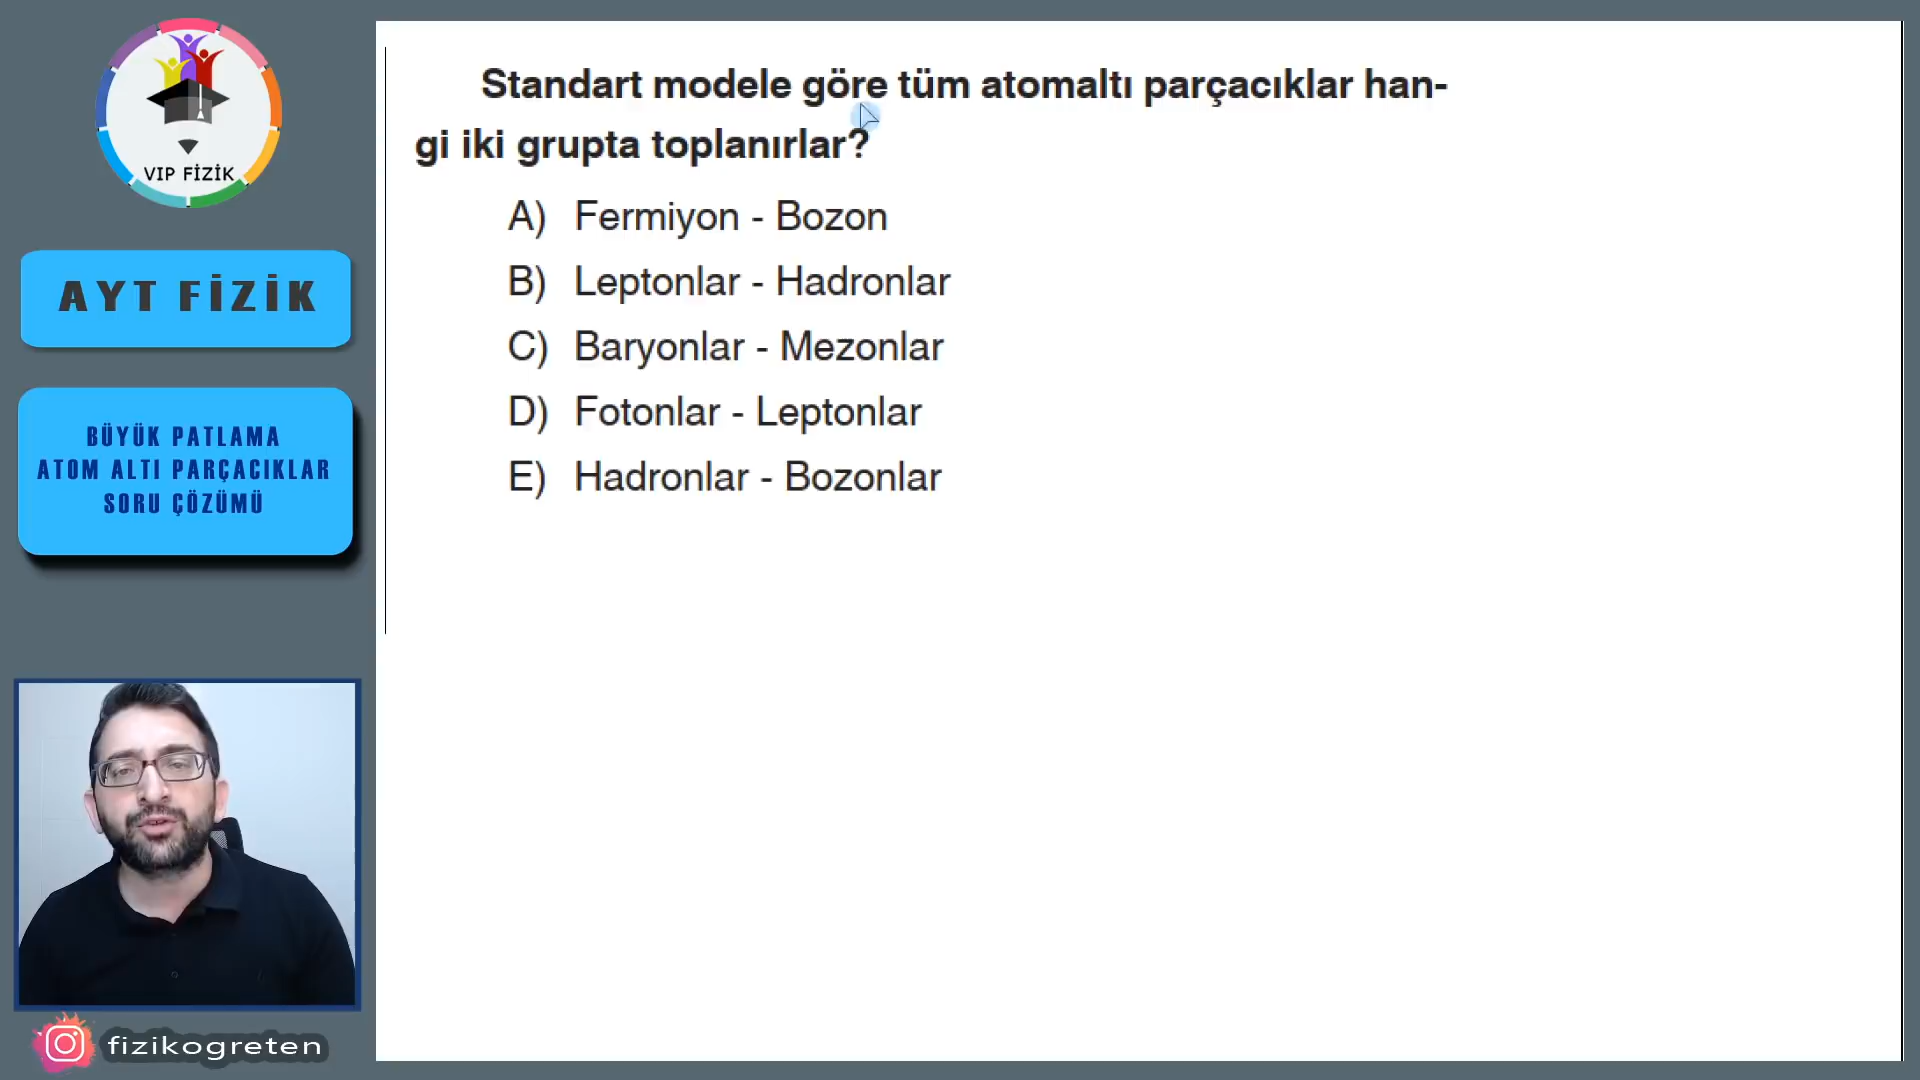 VIP FİZİK
AYT FİZİK
BÜYÜK PATLAMA
ATOM ALTI PARÇACIKLAR
SORU ÇÖZÜMÜ
fizikogreten
Standart modele göre tüm atomaltı parçacıklar han-
gi iki grupta toplanırlar?
A) Fermiyon - Bozon
B) Leptonlar - Hadronlar
C) Baryonlar - Mezonlar
D) Fotonlar - Leptonlar
E) Hadronlar - Bozonlar